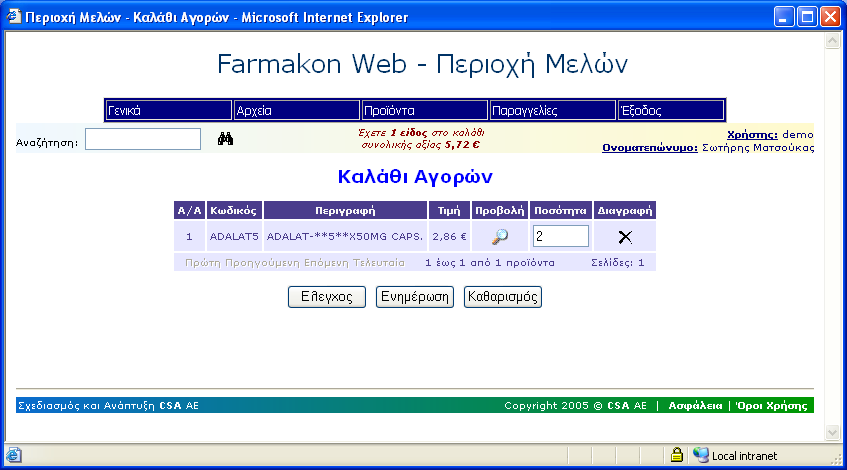 Περιοχή Μελών - Καλάθι Αγορών - Microsoft Internet Explorer
Farmakon Web - Περιοχή Μελών
Γενικά Αρχεία Προϊόντα Παραγγελίες Έξοδος
Αναζήτηση:
Έχετε 1 είδος στο καλάθι
συνολικής αξίας 5,72 €
Χρήστης: demo
Ονοματεπώνυμο: Σωτήρης Ματσούκας
Καλάθι Αγορών
Α/Α Κωδικός Περιγραφή Τιμή Προβολή Ποσότητα Διαγραφή
1 ADALAT5 ADALAT-**5**X50MG CAPS. 2,86 € 2
Πρώτη Προηγούμενη Επόμενη Τελευταία 1 έως 1 από 1 προϊόντα Σελίδες: 1
Ελεγχος Ενημέρωση Καθαρισμός
Σχεδιασμός και Ανάπτυξη CSA ΑΕ Copyright 2005 © CSA ΑΕ | Ασφάλεια | Όροι Χρήσης
Local intranet